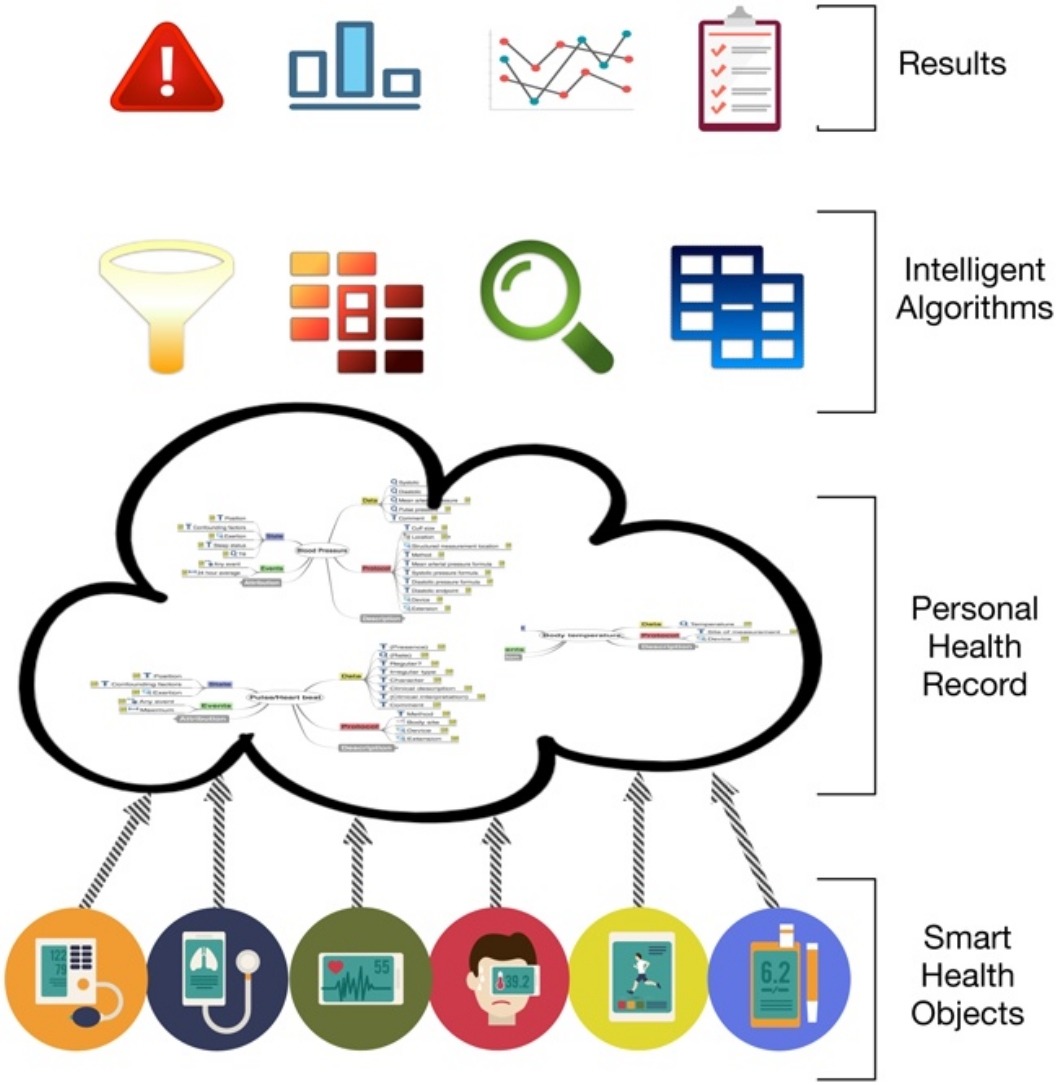 Results
Intelligent
Algorithms
Systolic
Diastolic
Data
Mean arterial pressure
Pulse pressure
Comment
Position
Confounding factors
Cuff size
State
Location
Exertion
Structured measurement location
Sleep status
Blood Pressure
Method
Tilt
Mean arterial pressure formula
Any event
Events
Protocol
Systolic pressure formula
24 hour average
Diastolic pressure formula
Attribution
Diastolic endpoint
Device
Extension
Description
Data
Temperature
Body temperature
Protocol
Site of measurement
Device
Description
Personal
Health
Record
(Presence)
(Rate)
Regular?
Position
Data
Irregular type
Confounding factors
State
Character
Exertion
Clinical description
Any event
Events
Pulse/Heart beat
(Clinical interpretation)
Maximum
Comment
Attribution
Method
Protocol
Body site
Device
Extension
Description
Smart
Health
Objects
122
79
55
39.2
6.2